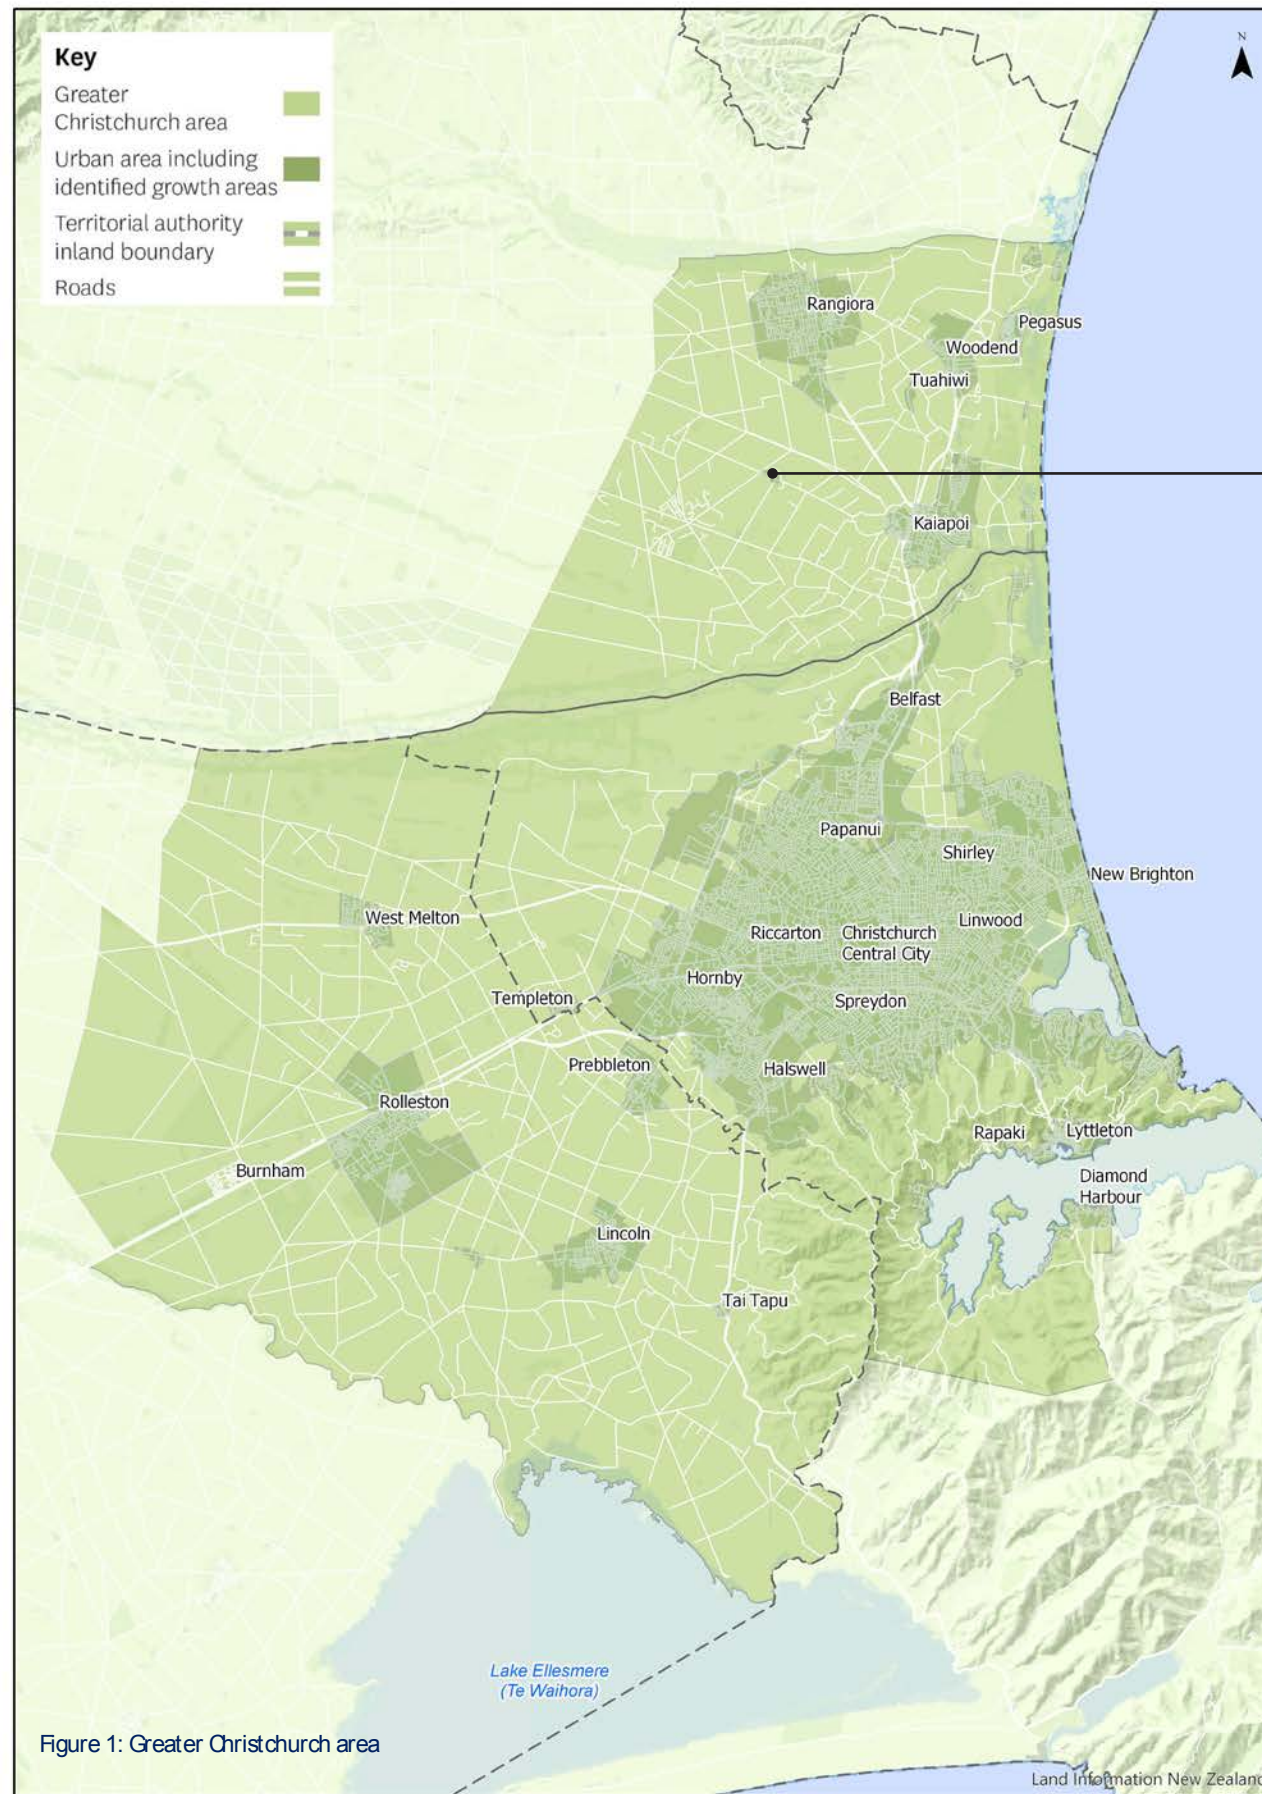 Key
Greater
Christchurch area
Urban area including
identified growth areas
Territorial authority
inland boundary
Roads
N
Rangiora
Pegasus
Woodend
Tuahiwi
Kaiapoi
Belfast
Papanui
Shirley
New Brighton
West Melton
Linwood
Riccarton
Christchurch
Central City
Hornby
Templeton
Spreydon
Prebbleton
Halswell
Rolleston
Rapaki
Lyttleton
Burnham
Diamond
Harbour
Lincoln
Tai Tapu
Lake Ellesmere
(Te Waihora)
Figure 1: Greater Christchurch area
Land Information New Zealand